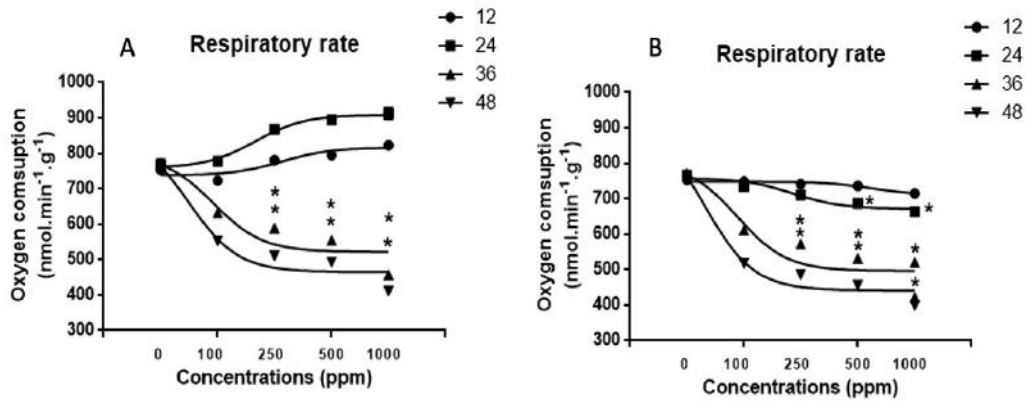 A
Respiratory rate
12
24
36
48
Oxygen comsuption
(nmol.min-1.g-1)
1000
900
800
700
600
500
400
300
* * * *
* * * *
0 100 250 500 1000
Concentrations (ppm)
B
Respiratory rate
12
24
36
48
Oxygen comsuption
(nmol.min-1.g-1)
1000
900
800
700
600
500
400
300
* *
* * *
* * *
*
0 100 250 500 1000
Concentrations (ppm)